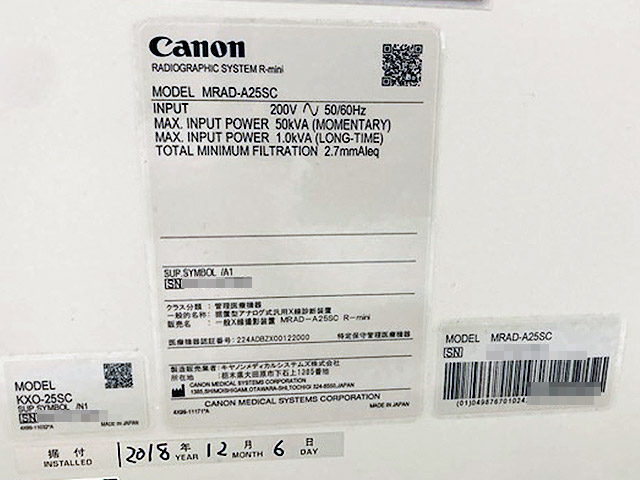 Canon
RADIOGRAPHIC SYSTEM R-mini
MODEL MRAD-A25SC
INPUT 200V ∿ 50/60Hz
MAX. INPUT POWER 50kVA (MOMENTARY)
MAX. INPUT POWER 1.0kVA (LONG-TIME)
TOTAL MINIMUM FILTRATION 2.7mmAleq
SUP.SYMBOL /A1
SN
クラス分類 : 管理医療機器
一般的名称: 据置型アナログ式汎用X線診断装置
販売名 : 一般X線撮影装置 MRAD-A25SC R-mini
医療機器認証番号 : 224ADBZX00122000 特定保守管理医療機器
製造販売業者 : キヤノンメディカルシステムズ株式会社
所在地 : 栃木県大田原市下石上1385番地
CANON MEDICAL SYSTEMS CORPORATION
1385, SHIMOISHIGAMI, OTAWARA-SHI, TOCHIGI 324-8550, JAPAN
CANON MEDICAL SYSTEMS CORPORATION
4X99-11171*A MADE IN JAPAN
MODEL
KXO-25SC
SUP.SYMBOL /N1
SN
4X99-11032*A MADE IN JAPAN
MODEL MRAD-A25SC
SN
(01)04987670102
据付 2018 年 12 月 6 日
INSTALLED YEAR MONTH DAY